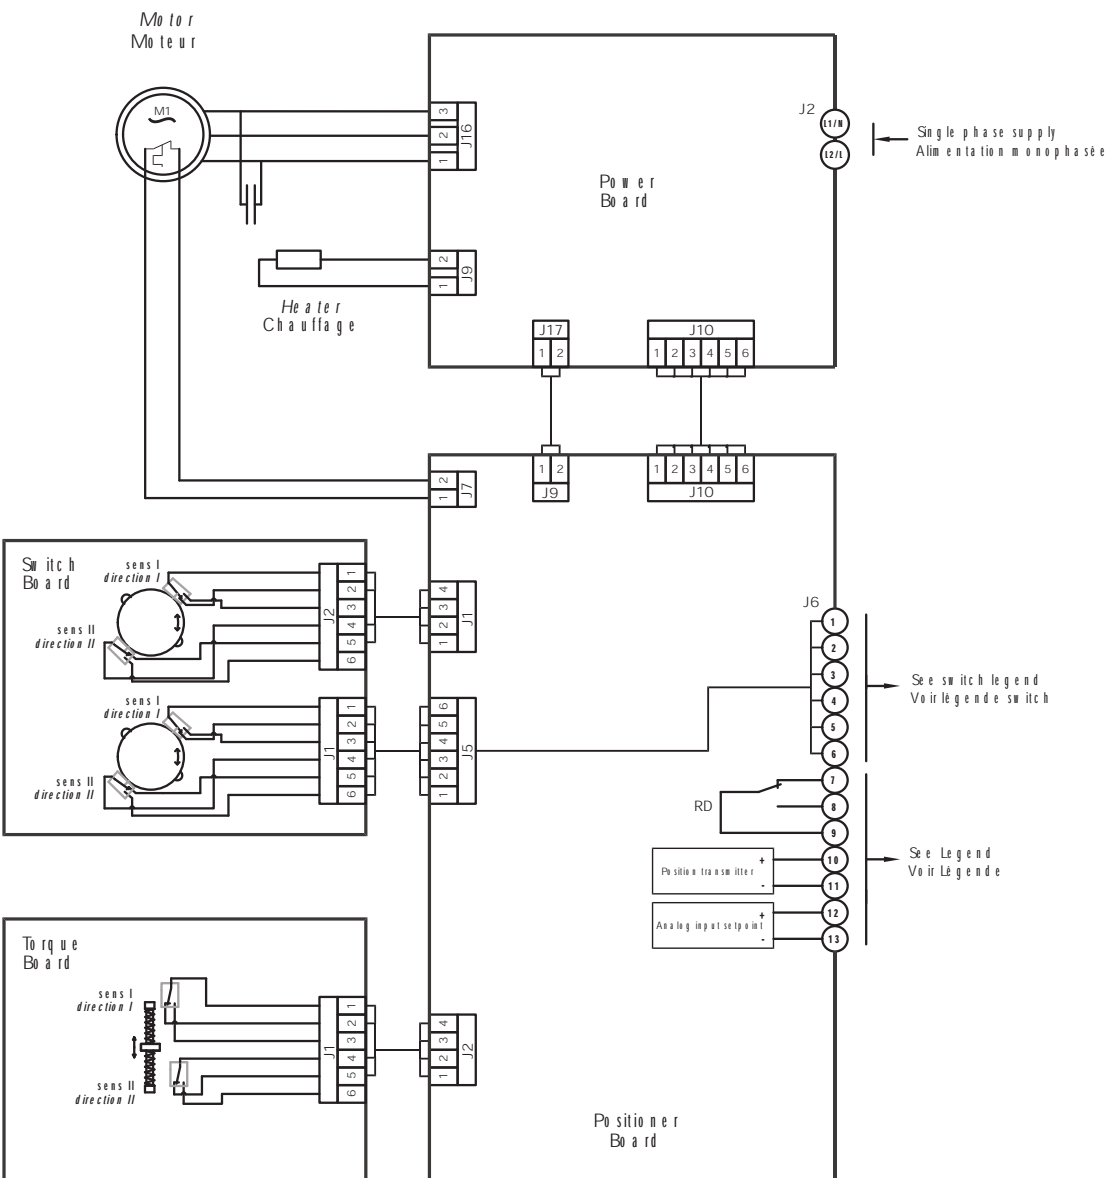 Motor
Moteur
M1
3
2
1
J16
J2
L1/N
L2/L
Single phase supply
Alimentation monophasée
Power
Board
2
1
J9
Heater
Chauffage
J17
1 2
J10
1 2 3 4 5 6
1 2
J9
1 2 3 4 5 6
J10
2
1
J7
Switch
Board
sens I
direction I
sens II
direction II
J2
1
2
3
4
5
6
4
3
2
1
J1
sens I
direction I
sens II
direction II
J1
1
2
3
4
5
6
6
5
4
3
2
1
J5
J6
1
2
3
4
5
6
7
8
9
10
11
12
13
See switch legend
Voir légende switch
RD
See Legend
Voir Légende
Position transmitter
+
-
Analog input setpoint
+
-
Torque
Board
sens I
direction I
sens II
direction II
J1
1
2
3
4
5
6
4
3
2
1
J2
Positioner
Board